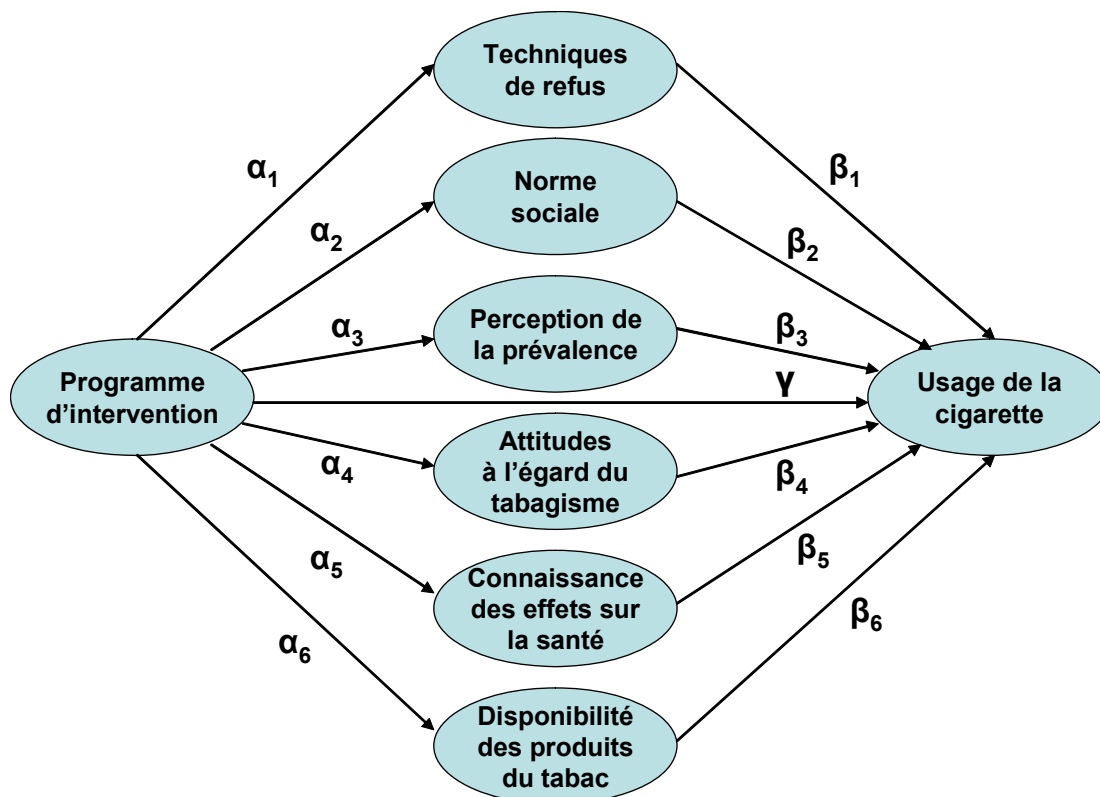 Techniques
de refus
α1
β1
Norme
sociale
α2
β2
Perception de
la prévalence
α3
β3
Programme
d’intervention
γ
Usage de la
cigarette
Attitudes
à l’égard du
tabagisme
α4
β4
Connaissance
des effets sur
la santé
α5
β5
α6
β6
Disponibilité
des produits
du tabac